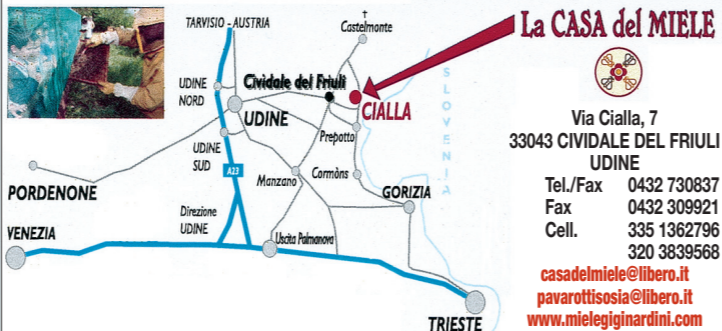 TARVISIO - AUSTRIA
Castelmonte
UDINE
NORD
Cividale del Friuli
CIALLA
UDINE
Prepotto
SLOVENIA
UDINE
SUD
A23
Manzano
Cormòns
PORDENONE
GORIZIA
Direzione
UDINE
VENEZIA
Uscita Palmanova
TRIESTE
La CASA del MIELE
Via Cialla, 7
33043 CIVIDALE DEL FRIULI
UDINE
Tel./Fax 0432 730837
Fax 0432 309921
Cell. 335 1362796
320 3839568
casadelmiele@libero.it
pavarottisosia@libero.it
www.mielegiginardini.com